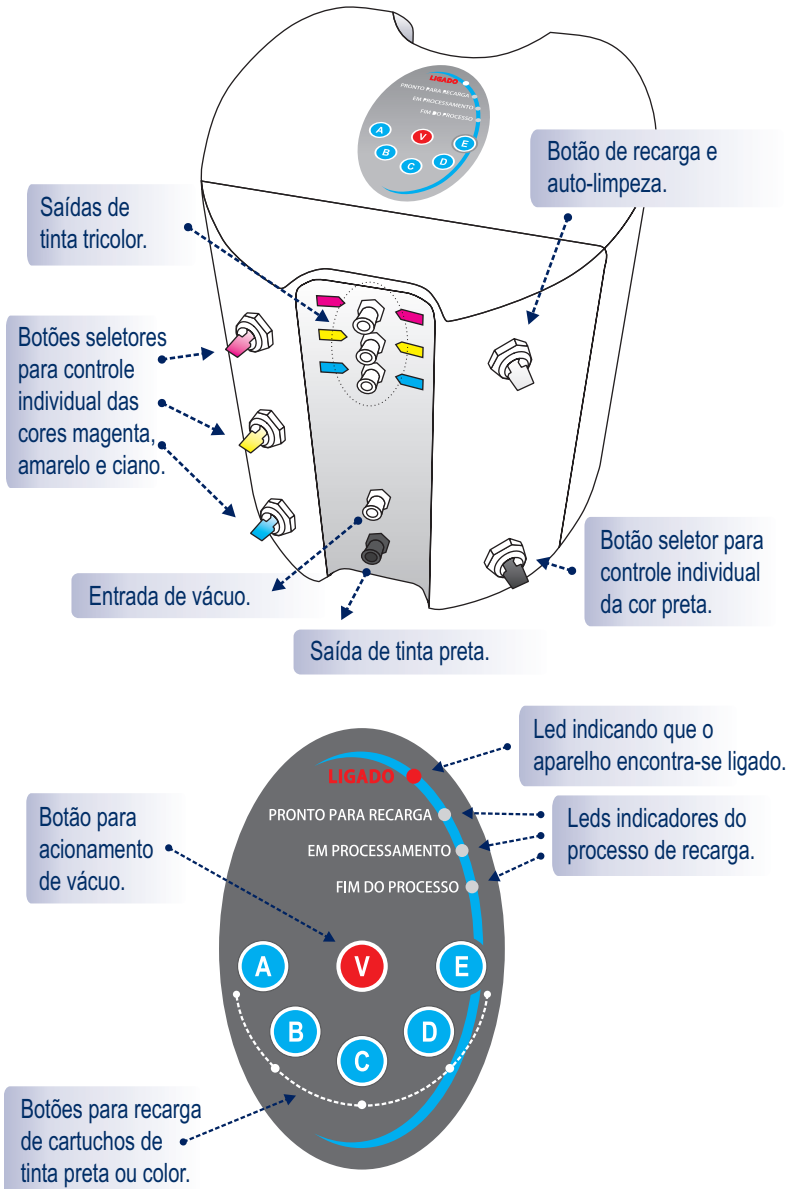 LIGADO
PRONTO PARA RECARGA
EM PROCESSAMENTO
FIM DO PROCESSO
A
V
E
B
D
C
Botão de recarga e
auto-limpeza.
Saídas de
tinta tricolor.
Botões seletores
para controle
individual das
cores magenta,
amarelo e ciano.
Botão seletor para
controle individual
da cor preta.
Entrada de vácuo.
Saída de tinta preta.
Led indicando que o
aparelho encontra-se ligado.
LIGADO
PRONTO PARA RECARGA
EM PROCESSAMENTO
FIM DO PROCESSO
Leds indicadores do
processo de recarga.
Botão para
acionamento
de vácuo.
A
V
E
B
D
C
Botões para recarga
de cartuchos de
tinta preta ou color.